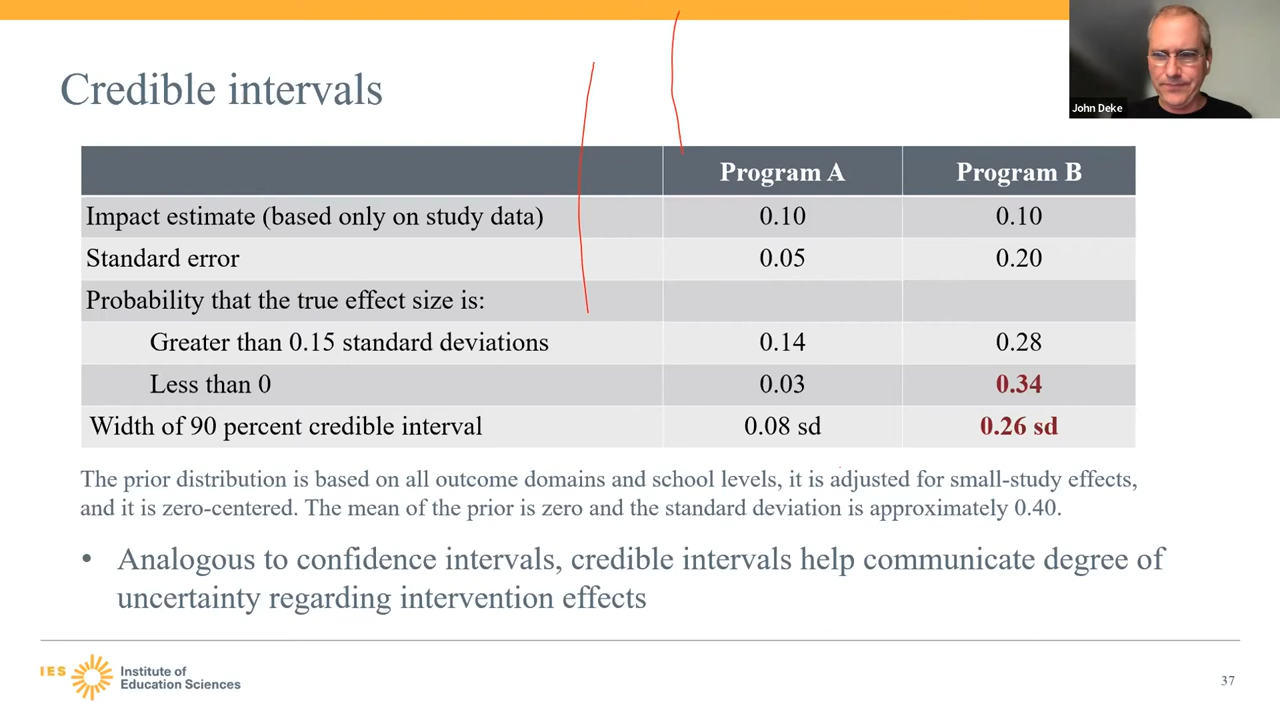 John Deke
Credible intervals
Program A Program B
Impact estimate (based only on study data) 0.10 0.10
Standard error 0.05 0.20
Probability that the true effect size is:
Greater than 0.15 standard deviations 0.14 0.28
Less than 0 0.03 0.34
Width of 90 percent credible interval 0.08 sd 0.26 sd
The prior distribution is based on all outcome domains and school levels, it is adjusted for small-study effects,
and it is zero-centered. The mean of the prior is zero and the standard deviation is approximately 0.40.
• Analogous to confidence intervals, credible intervals help communicate degree of
uncertainty regarding intervention effects
IES Institute of
Education Sciences
37